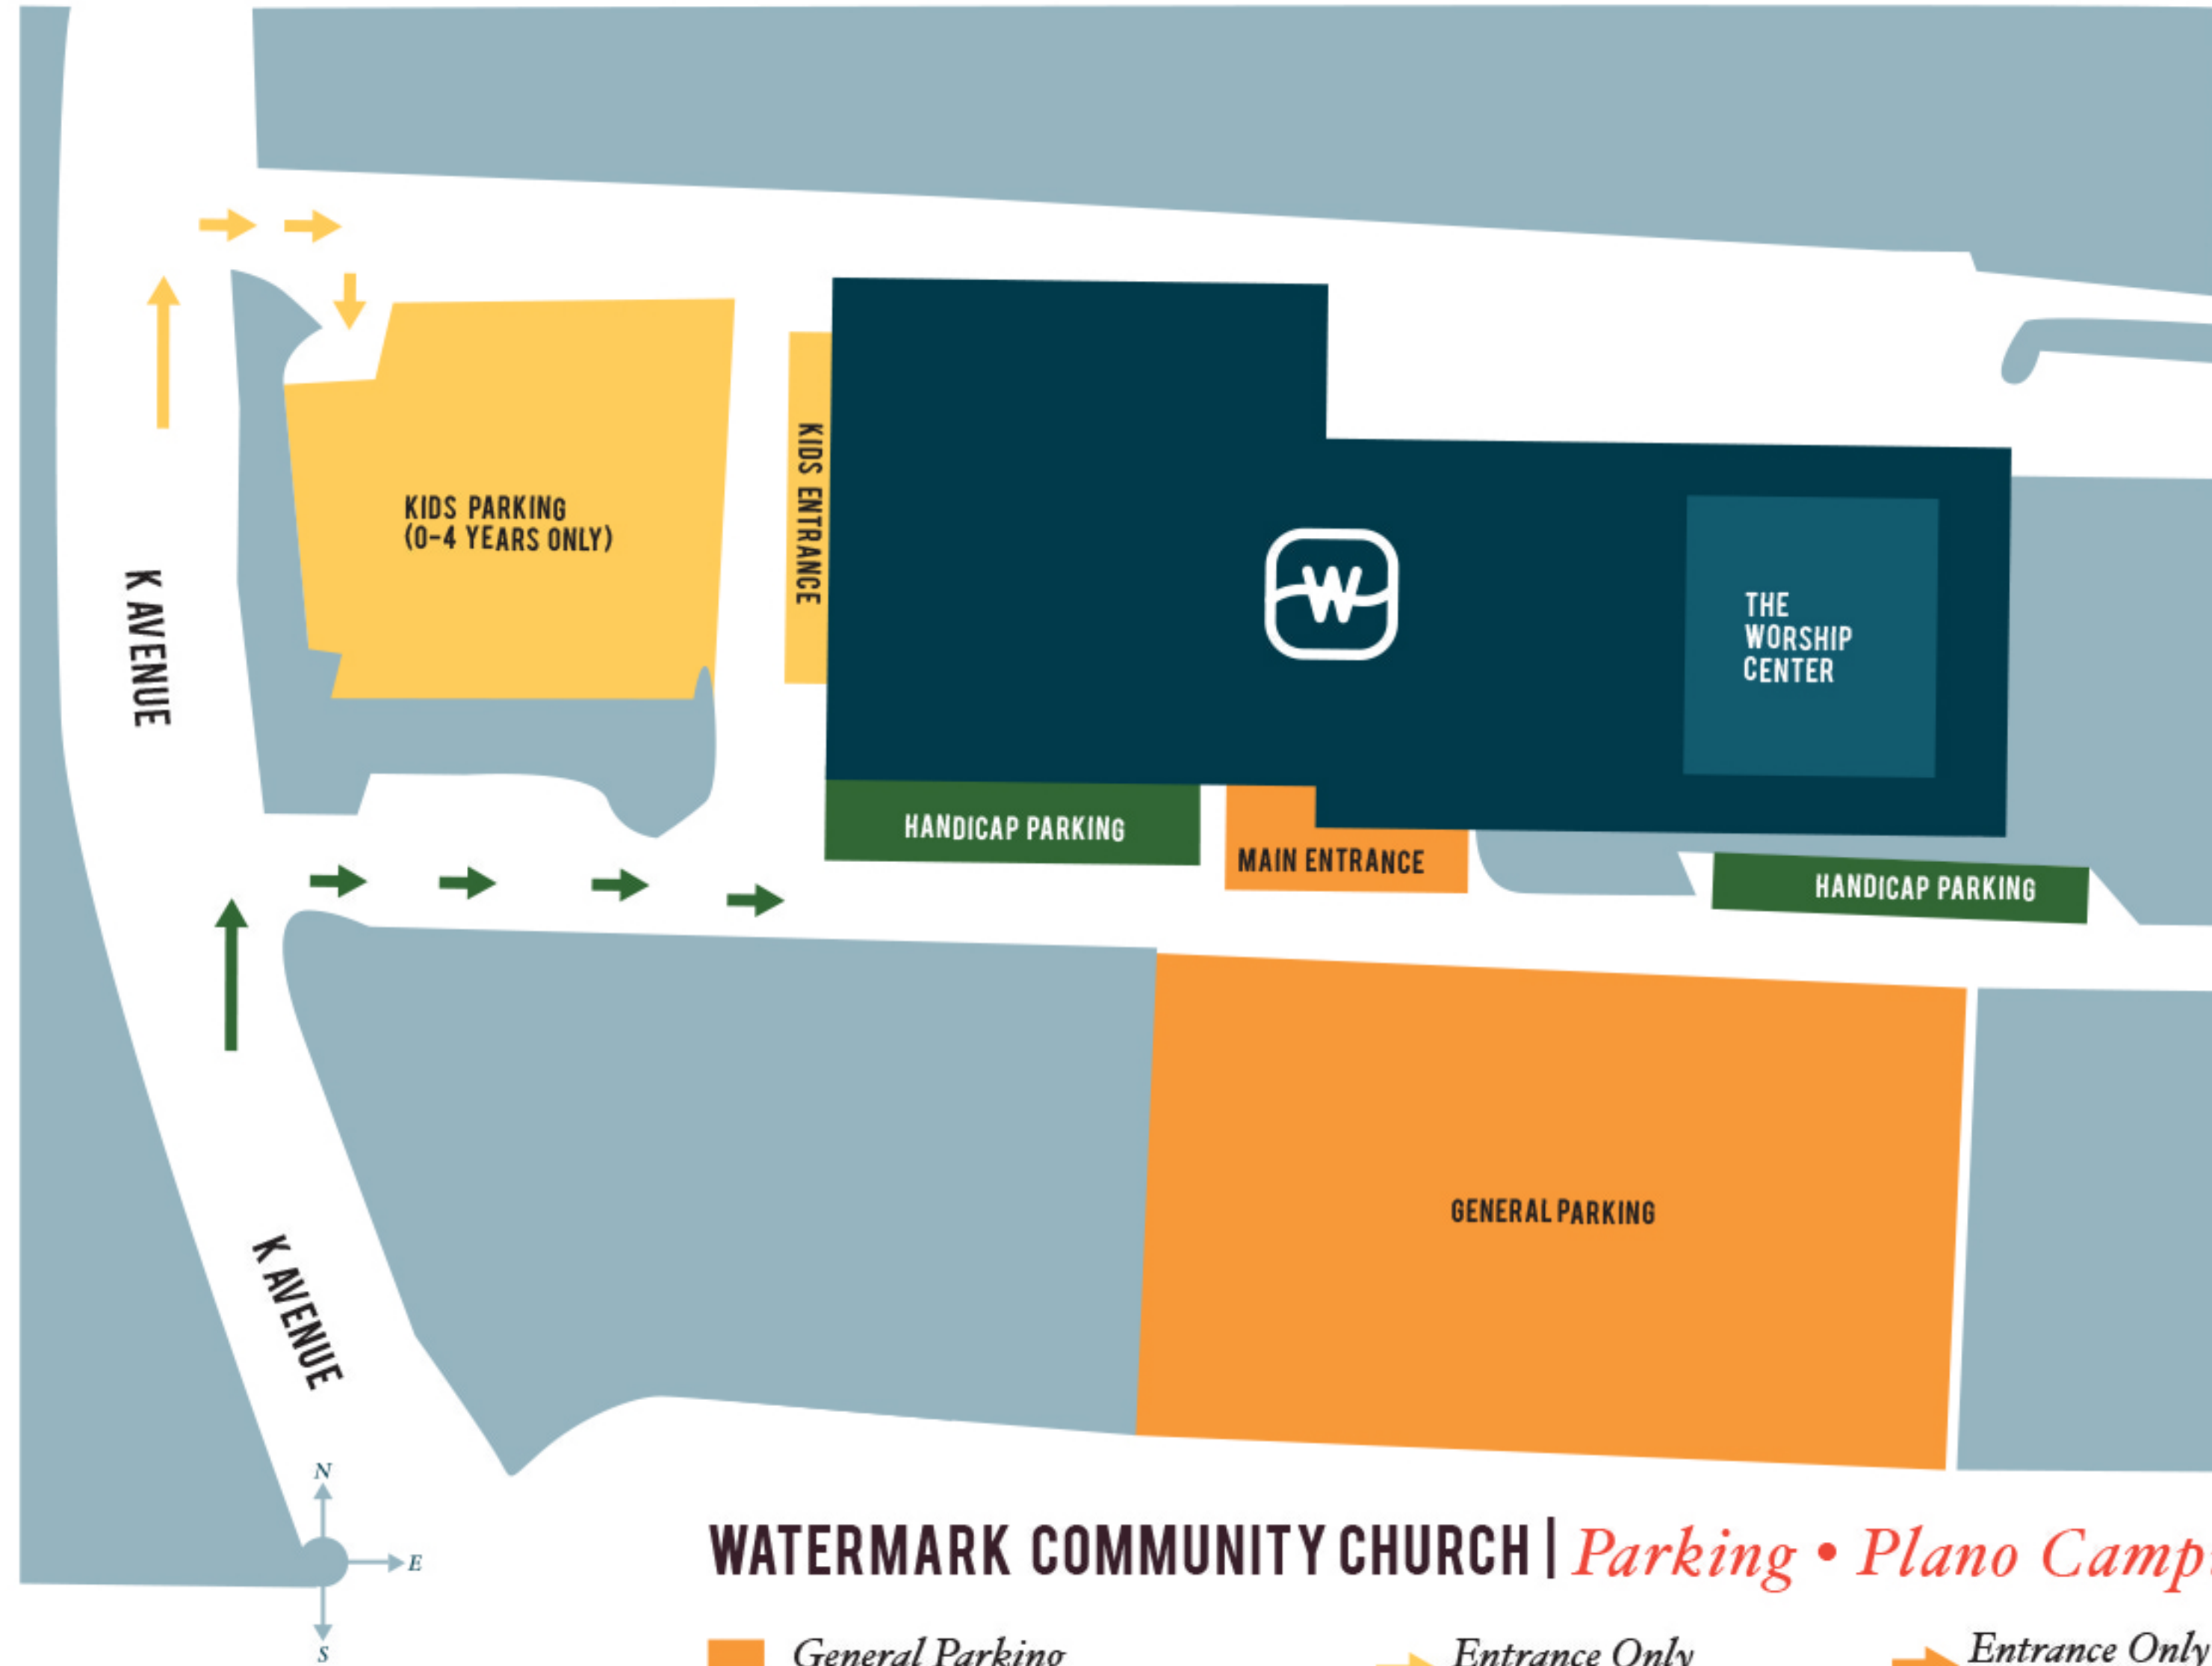 KIDS PARKING
(0-4 YEARS ONLY)
KIDS ENTRANCE
K AVENUE
W
THE
WORSHIP
CENTER
HANDICAP PARKING
MAIN ENTRANCE
HANDICAP PARKING
GENERAL PARKING
K AVENUE
N
E
S
WATERMARK COMMUNITY CHURCH | Parking • Plano Camp
General Parking
Entrance Only
Entrance Only